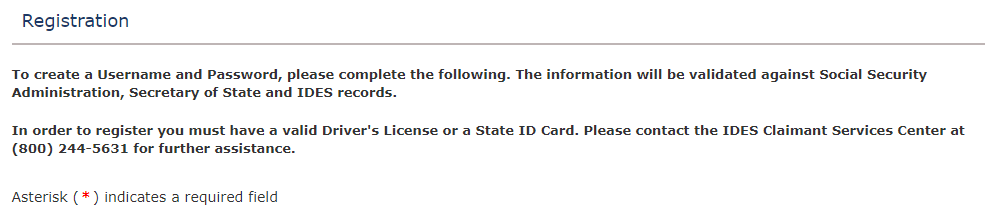 Registration
To create a Username and Password, please complete the following. The information will be validated against Social Security
Administration, Secretary of State and IDES records.
In order to register you must have a valid Driver's License or a State ID Card. Please contact the IDES Claimant Services Center at
(800) 244-5631 for further assistance.
Asterisk (*) indicates a required field